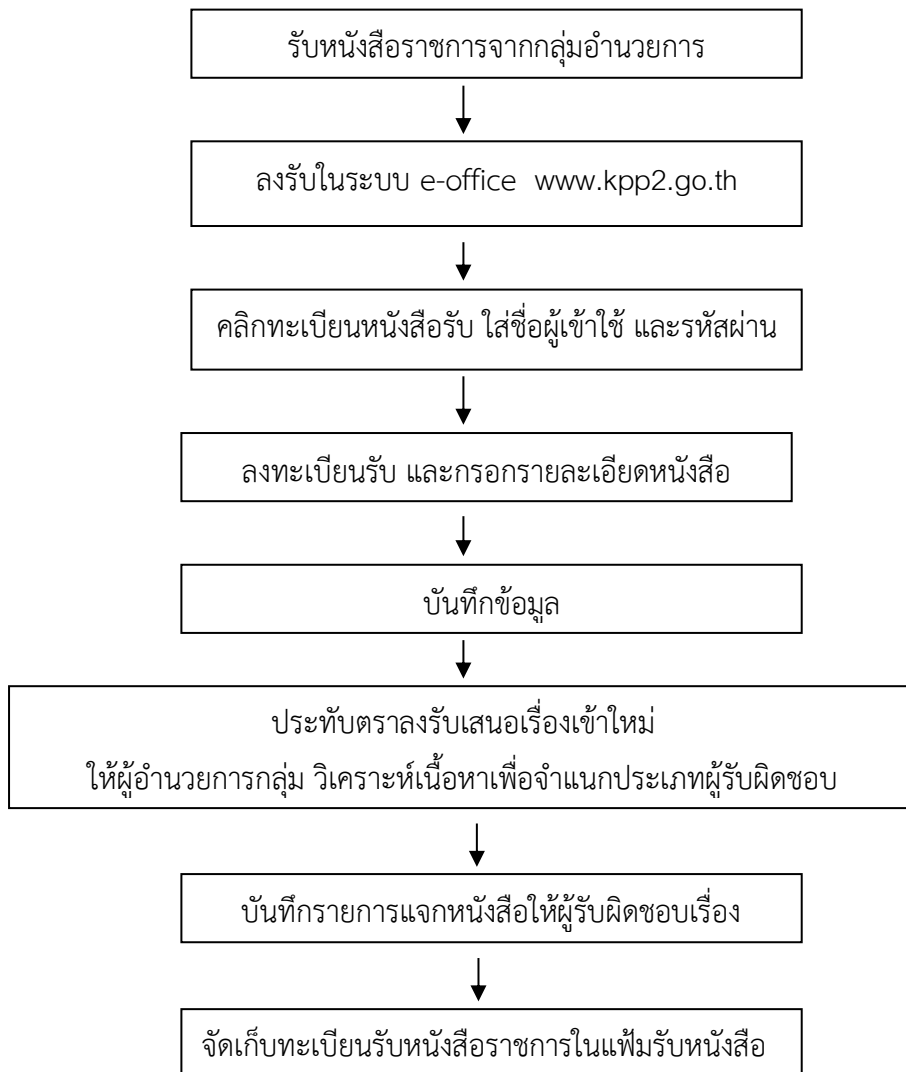 รับหนังสือราชการจากกลุ่มอำนวยการ
ลงรับในระบบ e-office www.kpp2.go.th
คลิกทะเบียนหนังสือรับ ใส่ชื่อผู้เข้าใช้ และรหัสผ่าน
ลงทะเบียนรับ และกรอกรายละเอียดหนังสือ
บันทึกข้อมูล
ประทับตราลงรับเสนอเรื่องเข้าใหม่
ให้ผู้อำนวยการกลุ่ม วิเคราะห์เนื้อหาเพื่อจำแนกประเภทผู้รับผิดชอบ
บันทึกรายการแจกหนังสือให้ผู้รับผิดชอบเรื่อง
จัดเก็บทะเบียนรับหนังสือราชการในแฟ้มรับหนังสือ